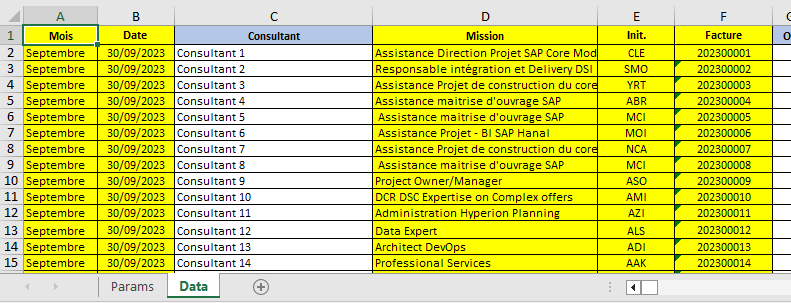 A B C D E F
1 Mois Date Consultant Mission Init. Facture
2 Septembre 30/09/2023 Consultant 1 Assistance Direction Projet SAP Core Mod CLE 202300001
3 Septembre 30/09/2023 Consultant 2 Responsable intégration et Delivery DSI SMO 202300002
4 Septembre 30/09/2023 Consultant 3 Assistance Projet de construction du core YRT 202300003
5 Septembre 30/09/2023 Consultant 4 Assistance maitrise d'ouvrage SAP ABR 202300004
6 Septembre 30/09/2023 Consultant 5 Assistance maitrise d'ouvrage SAP MCI 202300005
7 Septembre 30/09/2023 Consultant 6 Assistance Projet - BI SAP Hanal MOI 202300006
8 Septembre 30/09/2023 Consultant 7 Assistance Projet de construction du core NCA 202300007
9 Septembre 30/09/2023 Consultant 8 Assistance maitrise d'ouvrage SAP MCI 202300008
10 Septembre 30/09/2023 Consultant 9 Project Owner/Manager ASO 202300009
11 Septembre 30/09/2023 Consultant 10 DCR DSC Expertise on Complex offers AMI 202300010
12 Septembre 30/09/2023 Consultant 11 Administration Hyperion Planning AZI 202300011
13 Septembre 30/09/2023 Consultant 12 Data Expert ALS 202300012
14 Septembre 30/09/2023 Consultant 13 Architect DevOps ADI 202300013
15 Septembre 30/09/2023 Consultant 14 Professional Services AAK 202300014
Params Data